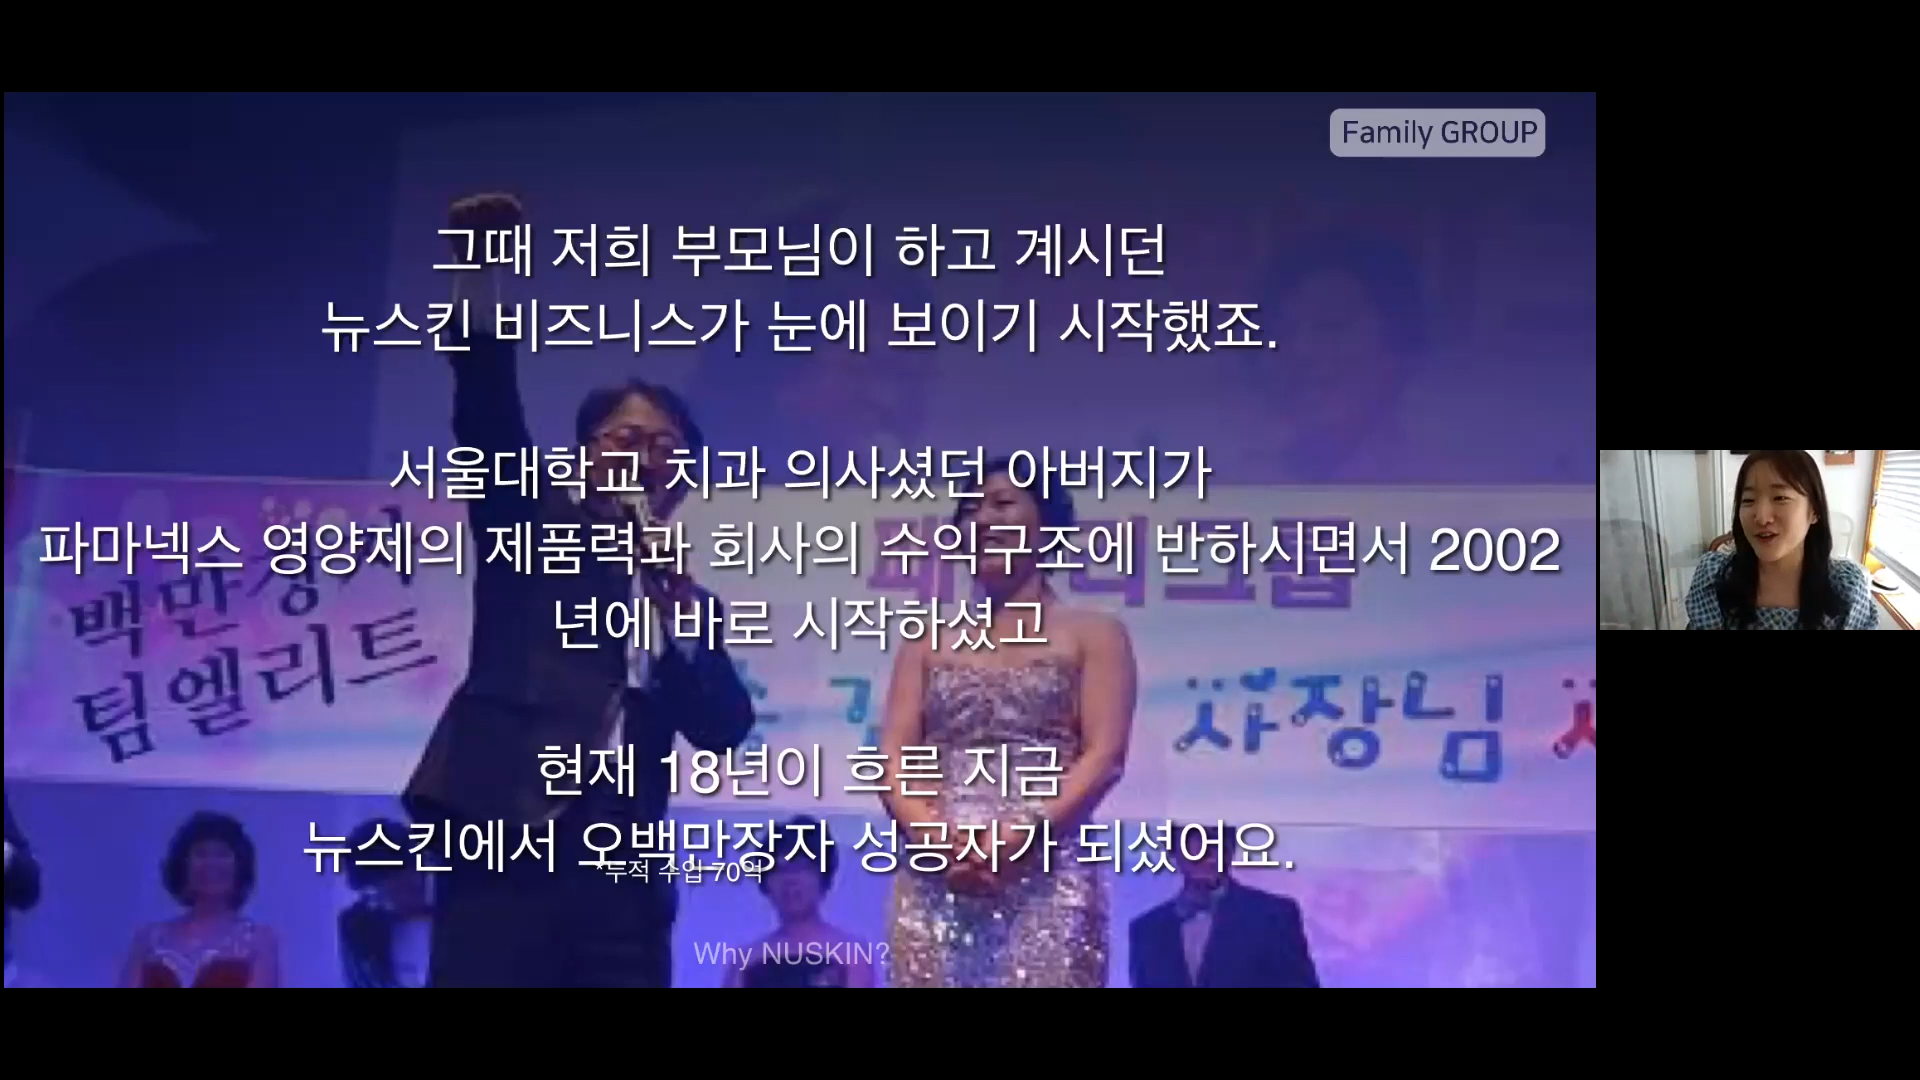 Family GROUP
그때 저희 부모님이 하고 계시던
뉴스킨 비즈니스가 눈에 보이기 시작했죠.
서울대학교 치과 의사셨던 아버지가
파마넥스 영양제의 제품력과 회사의 수익구조에 반하시면서 2002
년에 바로 시작하셨고
현재 18년이 흐른 지금
뉴스킨에서 오백만장자 성공자가 되셨어요.
*누적 수입 70억
Why NUSKIN?
백만장자
팀엘리트
패밀리그룹
사장님